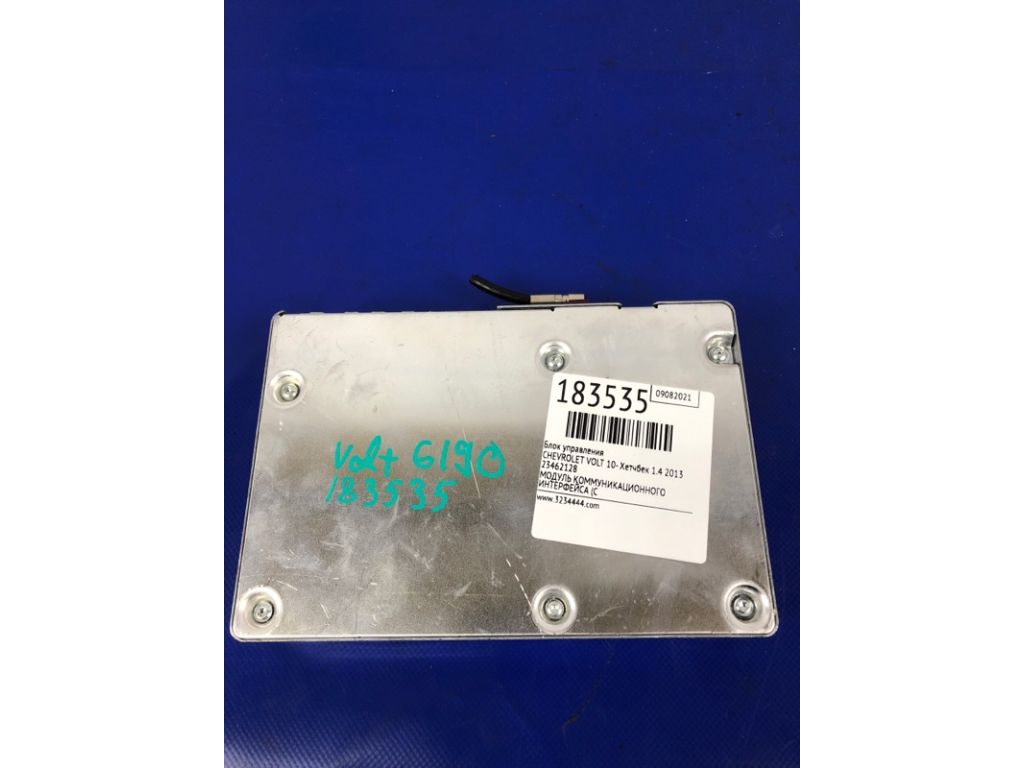 183535
09082021
Блок управления
CHEVROLET VOLT 10- Хетчбек 1.4 2013
23462128
МОДУЛЬ КОММУНИКАЦИОННОГО
ИНТЕРФЕЙСА (С
www.3234444.com
Volt 6190
183535